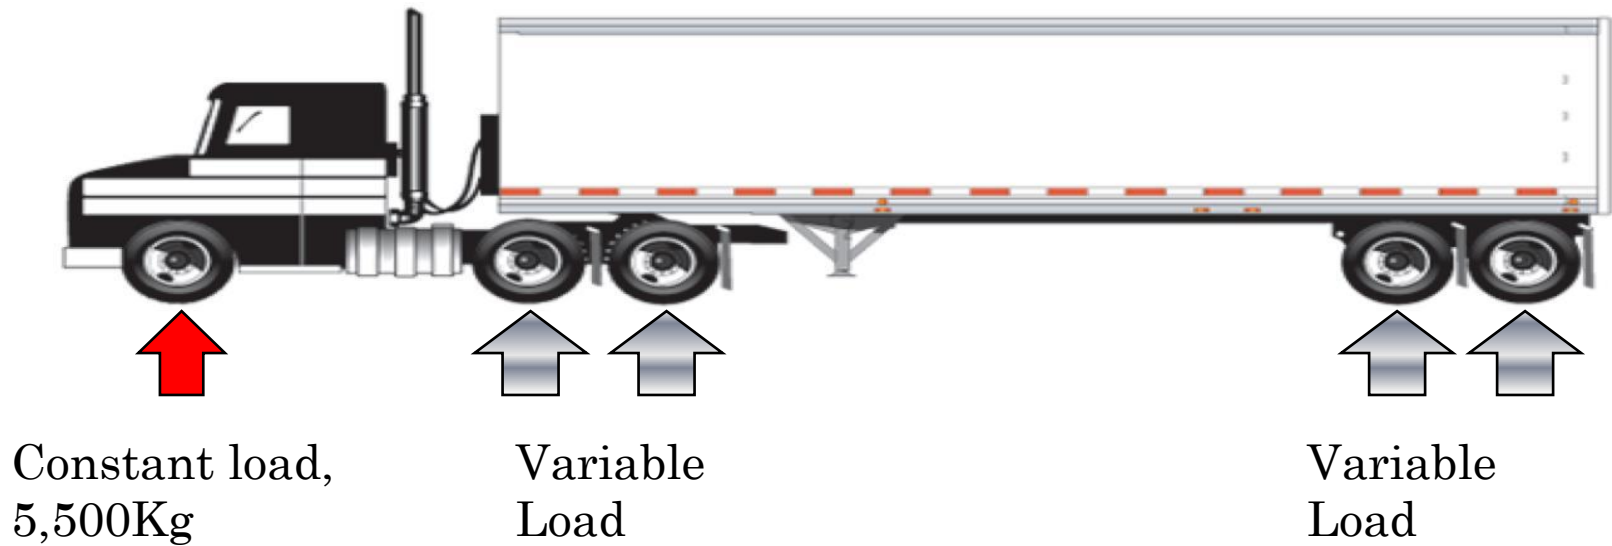 Constant load,
5,500Kg
Variable
Load
Variable
Load